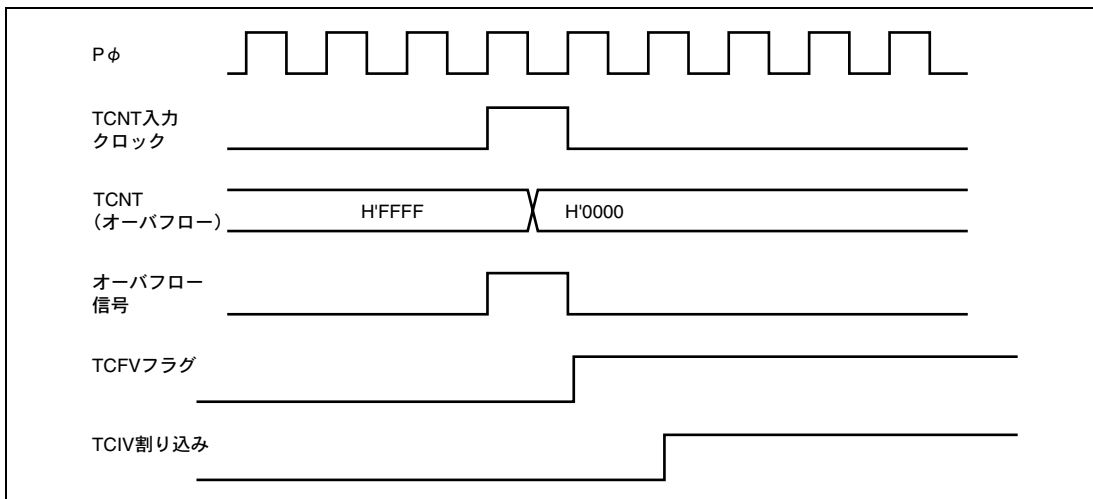 Pφ
TCNT入力
クロック
TCNT
（オーバフロー）
H'FFFF
H'0000
オーバフロー
信号
TCFVフラグ
TCIV割り込み